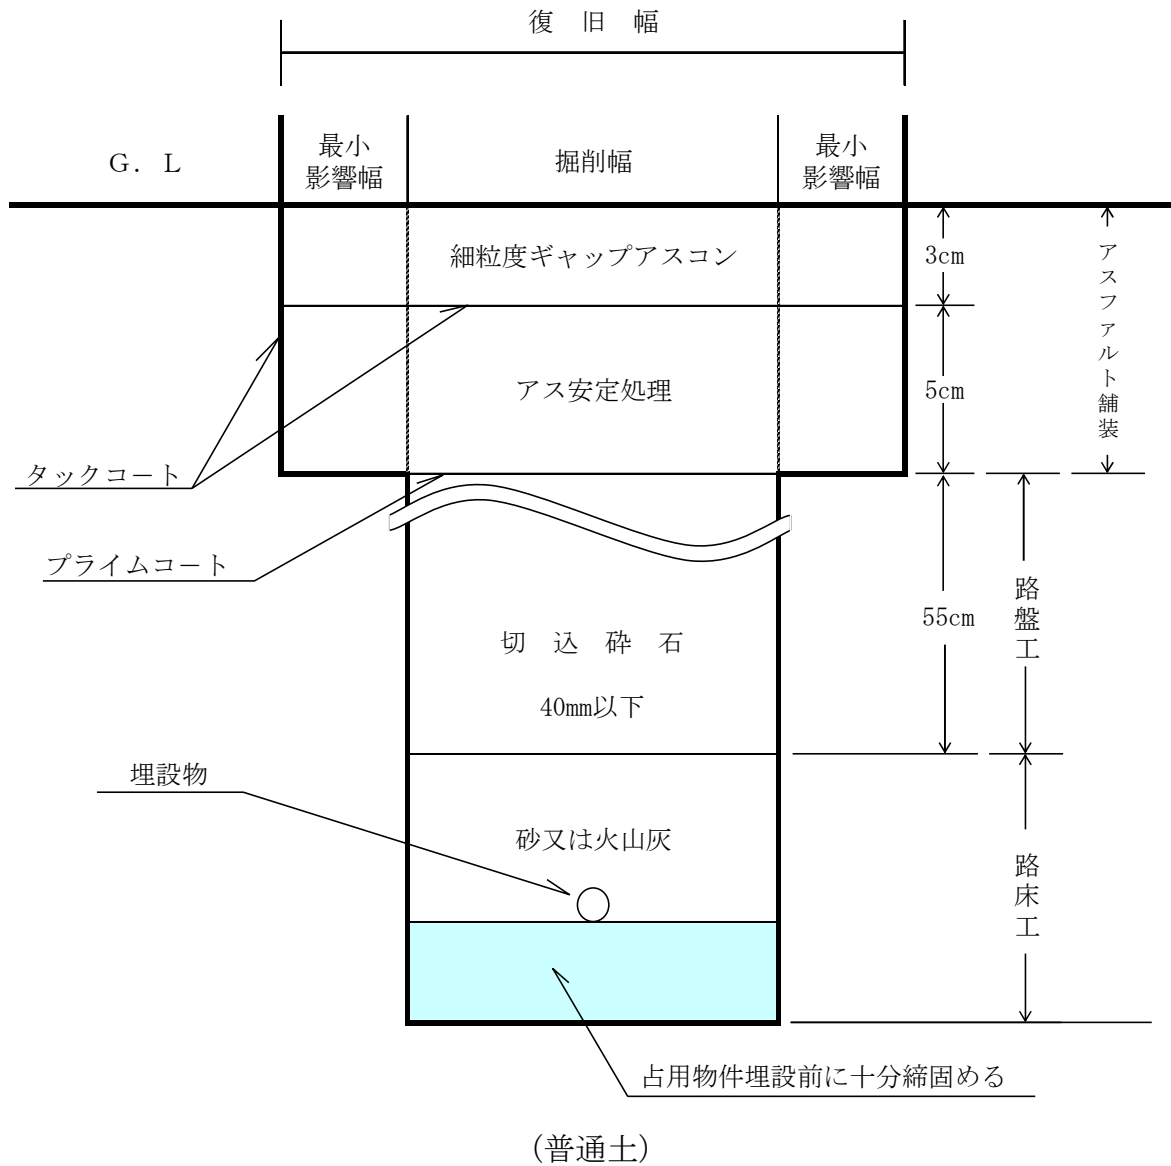 復　旧　幅
G. L
最小
影響幅
掘削幅
最小
影響幅
細粒度ギャップアスコン
3cm
アスファルト舗装
アス安定処理
5cm
タックコート
プライムコート
55cm
路盤工
切　込　砕　石
40mm以下
埋設物
砂又は火山灰
路床工
占用物件埋設前に十分締固める
(普通土)